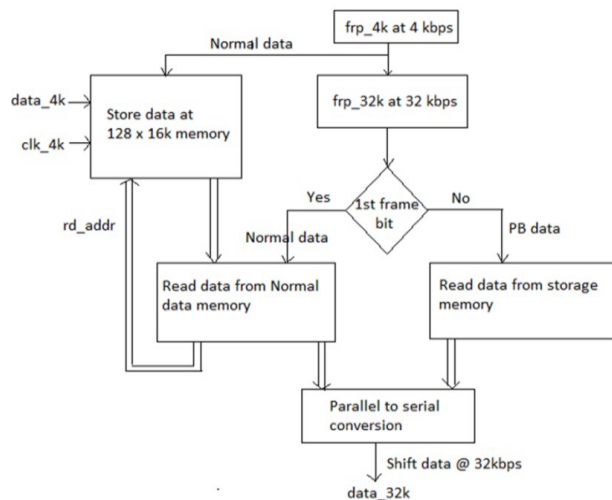 frp_4k at 4 kbps
Normal data
data_4k
clk_4k
Store data at
128 x 16k memory
frp_32k at 32 kbps
1st frame
bit
Yes
No
rd_addr
Normal data
PB data
Read data from Normal
data memory
Read data from storage
memory
Parallel to serial
conversion
Shift data @ 32kbps
data_32k